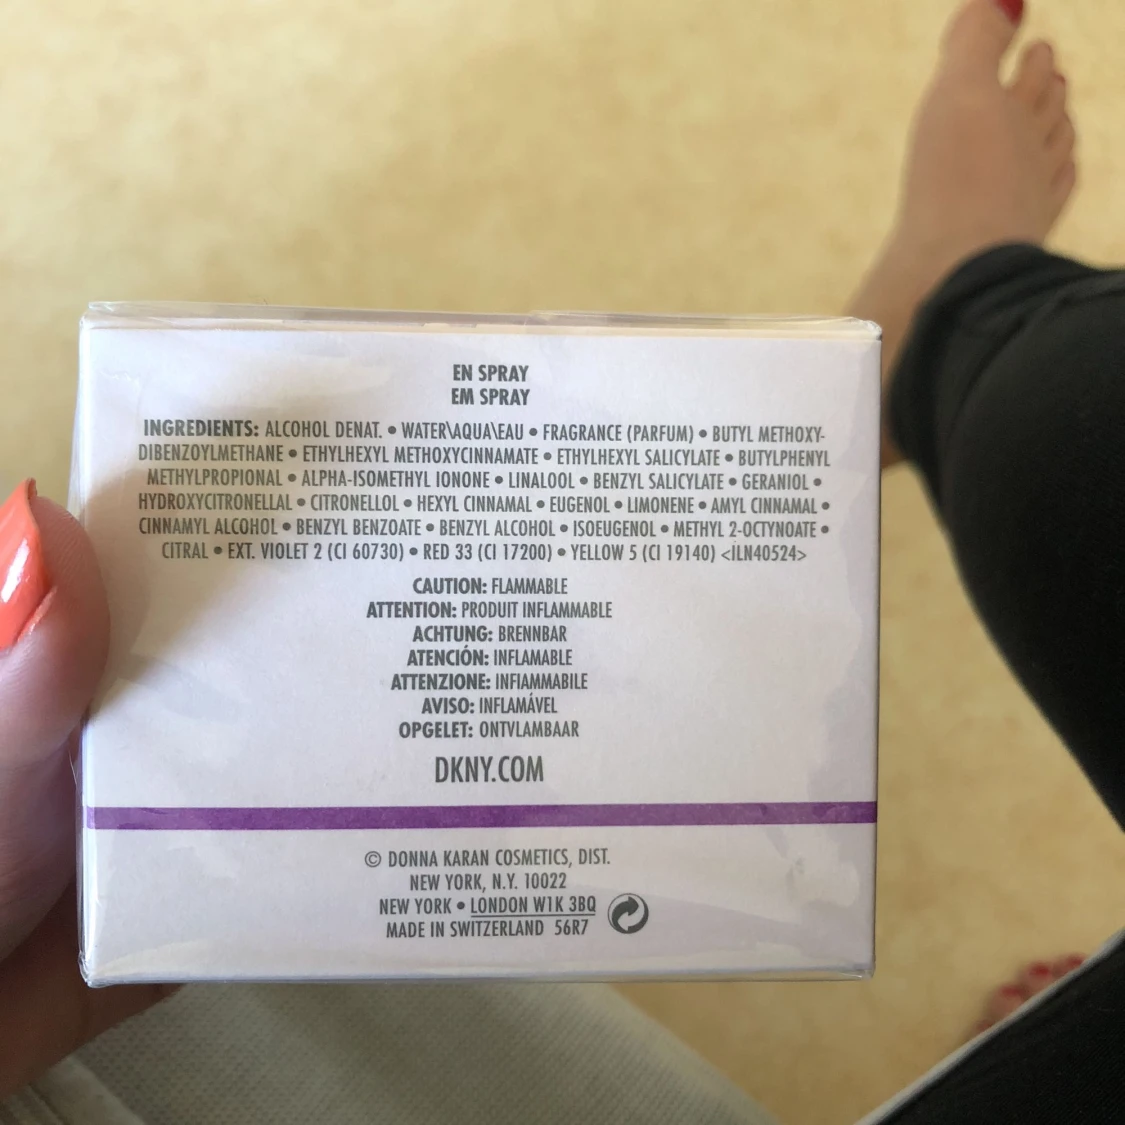 EN SPRAY
EM SPRAY
INGREDIENTS: ALCOHOL DENAT. • WATER\AQUA\EAU • FRAGRANCE (PARFUM) • BUTYL METHOXY-
DIBENZOYLMETHANE • ETHYLHEXYL METHOXYCINNAMATE • ETHYLHEXYL SALICYLATE • BUTYLPHENYL
METHYLPROPIONAL • ALPHA-ISOMETHYL IONONE • LINALOOL • BENZYL SALICYLATE • GERANIOL •
HYDROXYCITRONELLAL • CITRONELLOL • HEXYL CINNAMAL • EUGENOL • LIMONENE • AMYL CINNAMAL •
CINNAMYL ALCOHOL • BENZYL BENZOATE • BENZYL ALCOHOL • ISOEUGENOL • METHYL 2-OCTYNOATE •
CITRAL • EXT. VIOLET 2 (CI 60730) • RED 33 (CI 17200) • YELLOW 5 (CI 19140) <ILN40524>
CAUTION: FLAMMABLE
ATTENTION: PRODUIT INFLAMMABLE
ACHTUNG: BRENNBAR
ATENCIÓN: INFLAMABLE
ATTENZIONE: INFIAMMABILE
AVISO: INFLAMÁVEL
OPGELET: ONTVLAMBAAR
DKNY.COM
© DONNA KARAN COSMETICS, DIST.
NEW YORK, N.Y. 10022
NEW YORK • LONDON W1K 3BQ
MADE IN SWITZERLAND 56R7